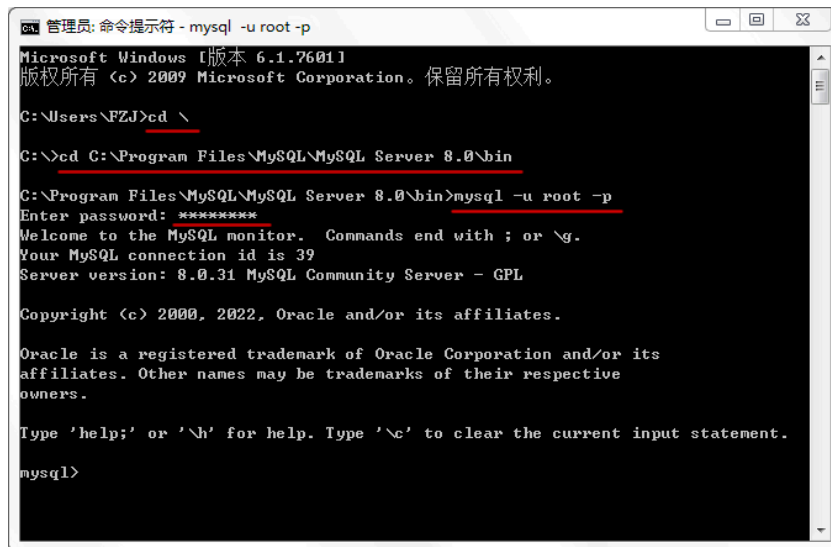 管理员: 命令提示符 - mysql -u root -p
Microsoft Windows [版本 6.1.7601]
版权所有 (c) 2009 Microsoft Corporation。保留所有权利。
C:\Users\FZJ>cd \
C:\>cd C:\Program Files\MySQL\MySQL Server 8.0\bin
C:\Program Files\MySQL\MySQL Server 8.0\bin>mysql -u root -p
Enter password: ********
Welcome to the MySQL monitor.  Commands end with ; or \g.
Your MySQL connection id is 39
Server version: 8.0.31 MySQL Community Server - GPL
Copyright (c) 2000, 2022, Oracle and/or its affiliates.
Oracle is a registered trademark of Oracle Corporation and/or its
affiliates. Other names may be trademarks of their respective
owners.
Type 'help;' or '\h' for help. Type '\c' to clear the current input statement.
mysql>